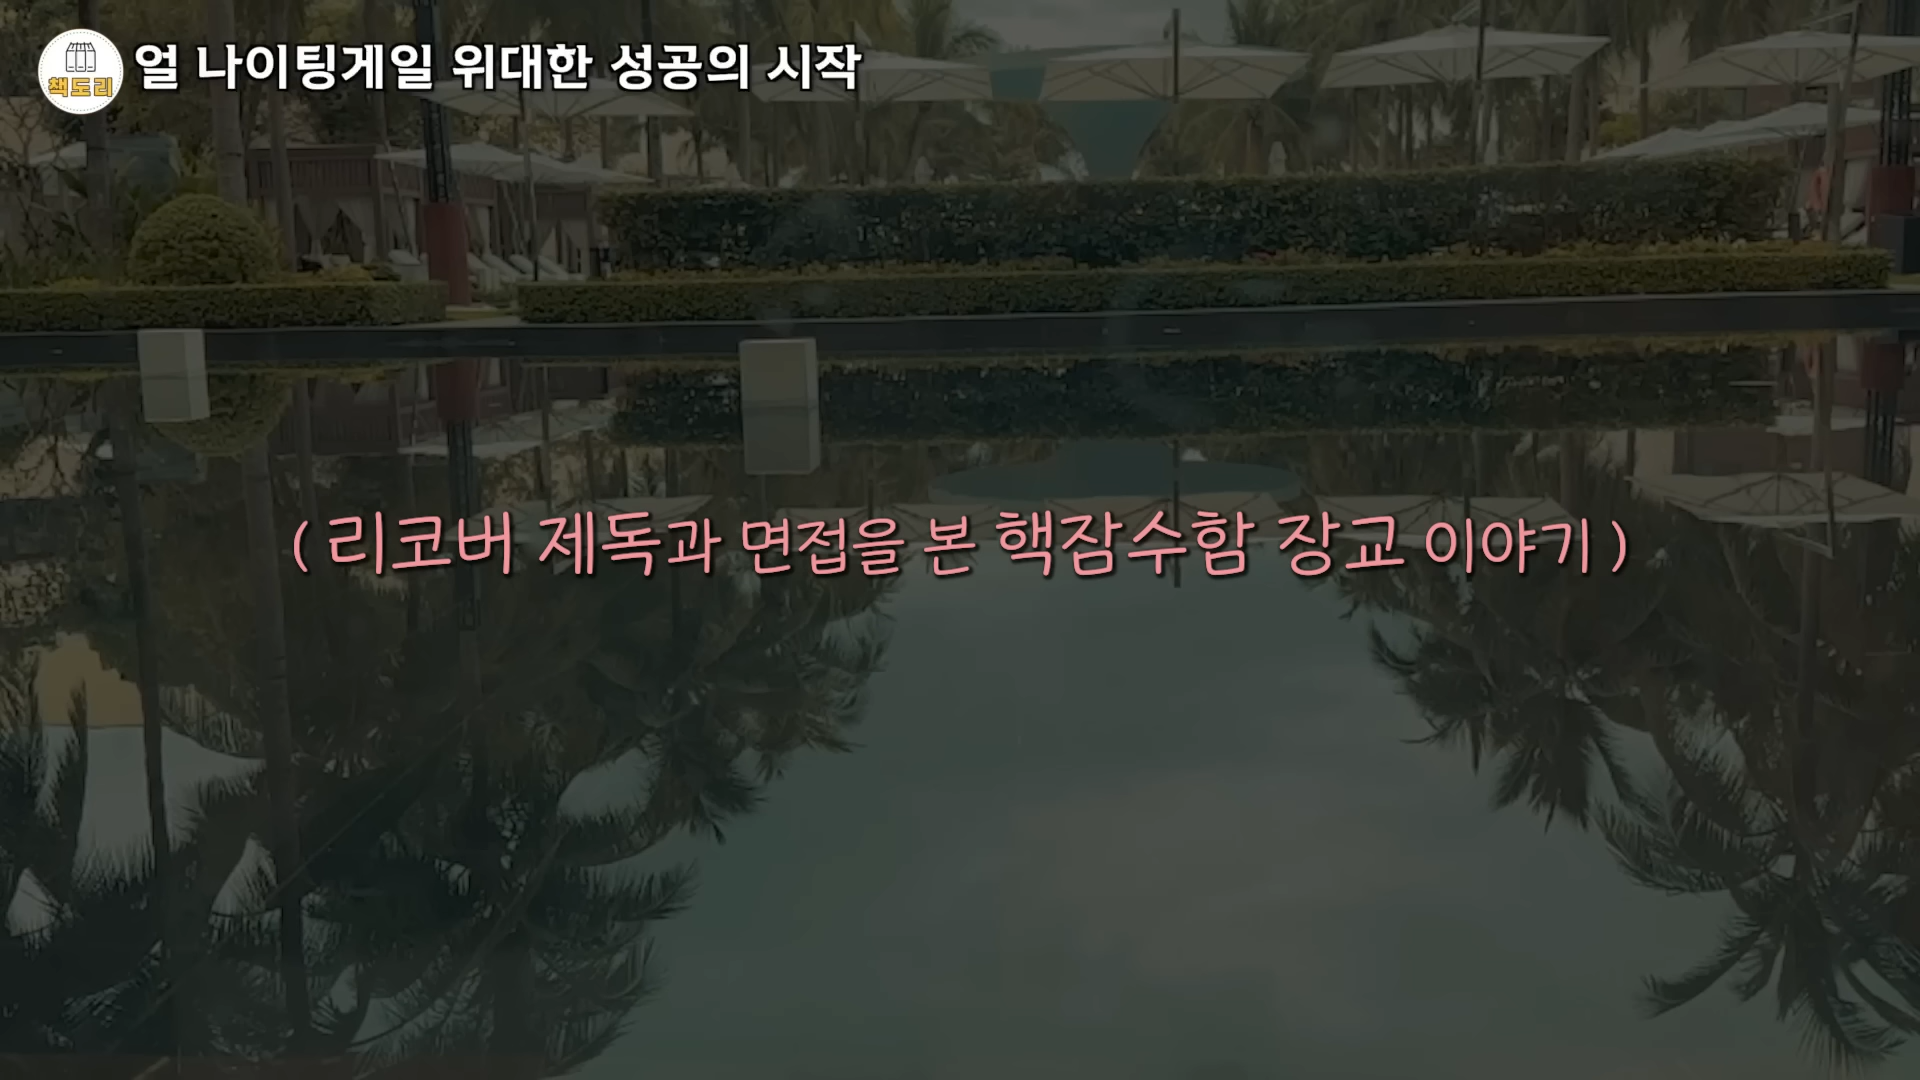 책도리
얼 나이팅게일 위대한 성공의 시작
( 리코버 제독과 면접을 본 핵잠수함 장교 이야기 )